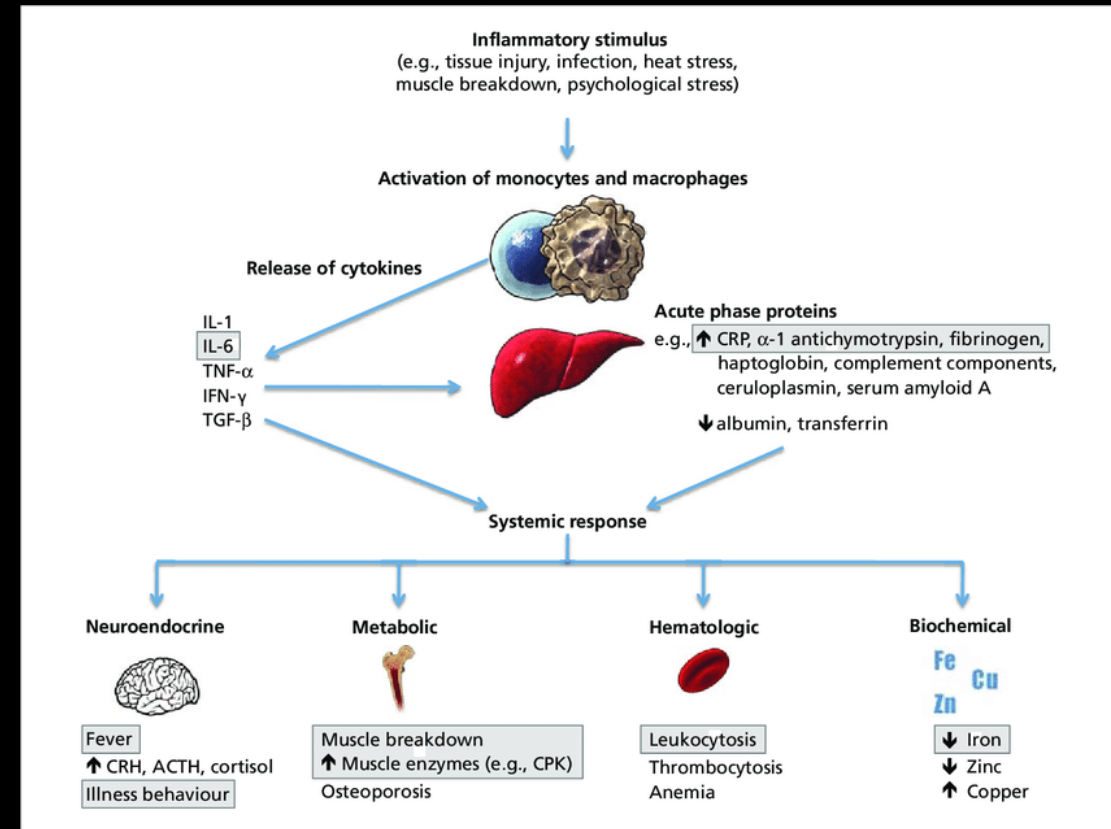 Inflammatory stimulus
(e.g., tissue injury, infection, heat stress,
muscle breakdown, psychological stress)
Activation of monocytes and macrophages
Release of cytokines
IL-1
IL-6
TNF-α
IFN-γ
TGF-β
Acute phase proteins
e.g., ↑ CRP, α-1 antichymotrypsin, fibrinogen,
haptoglobin, complement components,
ceruloplasmin, serum amyloid A
↓ albumin, transferrin
Systemic response
Neuroendocrine
Fever
↑ CRH, ACTH, cortisol
Illness behaviour
Metabolic
Muscle breakdown
↑ Muscle enzymes (e.g., CPK)
Osteoporosis
Hematologic
Leukocytosis
Thrombocytosis
Anemia
Biochemical
Fe
Cu
Zn
↓ Iron
↓ Zinc
↑ Copper